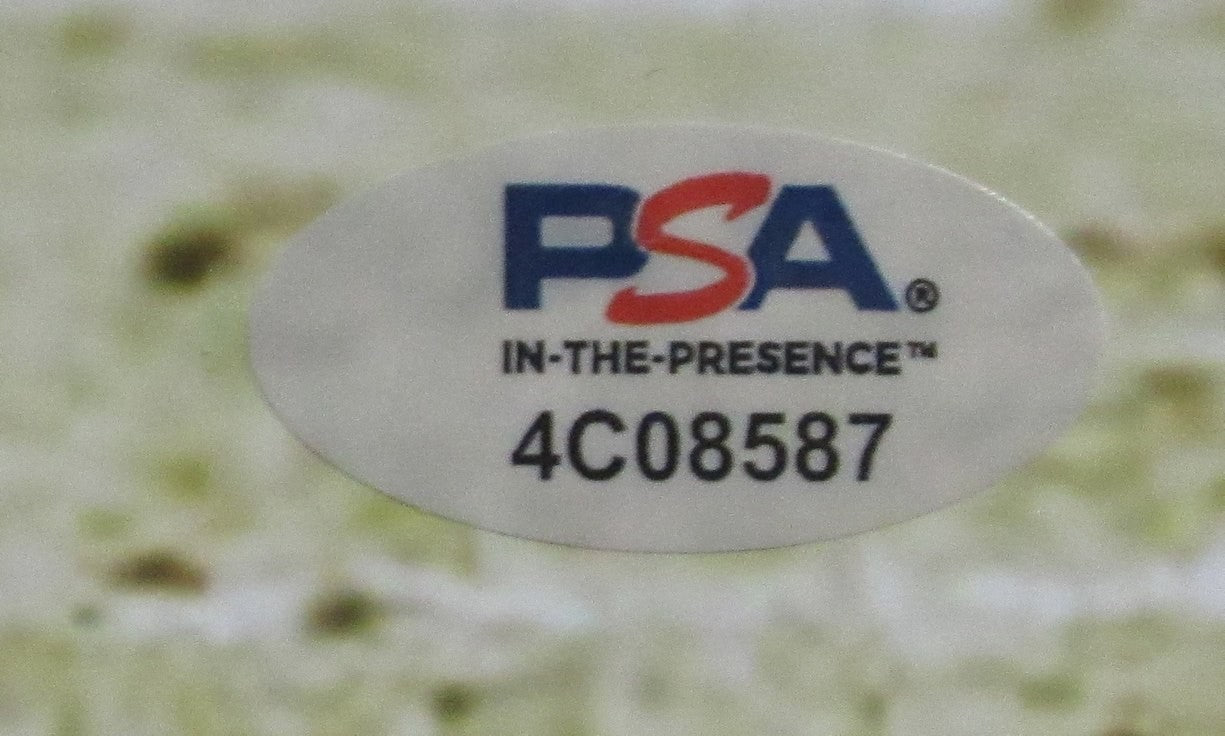 PSA®
IN-THE-PRESENCE™
4C08587